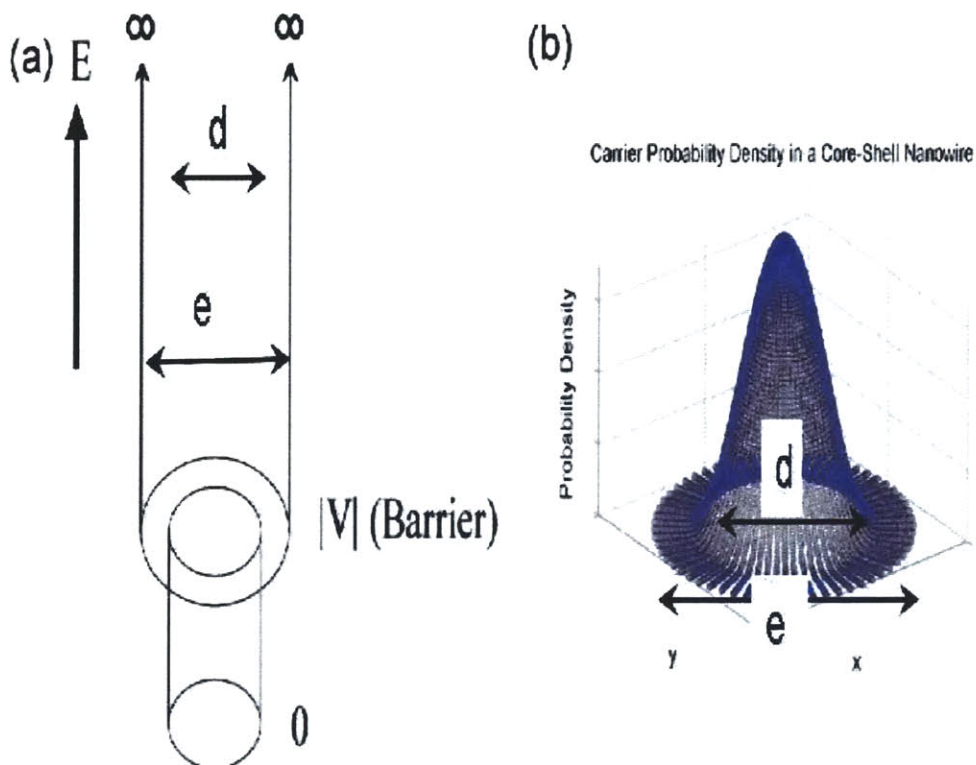 (a) E
∞ ∞
d
e
|V| (Barrier)
0
(b)
Carrier Probability Density in a Core-Shell Nanowire
Probability Density
d
e
y
x